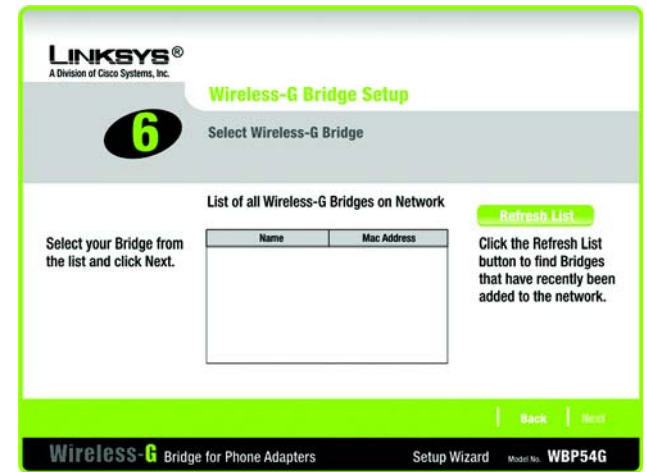 LINKSYS®
A Division of Cisco Systems, Inc.
Wireless-G Bridge Setup
6
Select Wireless-G Bridge
List of all Wireless-G Bridges on Network
Refresh List
Select your Bridge from
the list and click Next.
Name
Mac Address
Click the Refresh List
button to find Bridges
that have recently been
added to the network.
Back
Next
Wireless-G Bridge for Phone Adapters
Setup Wizard
Model No. WBP54G